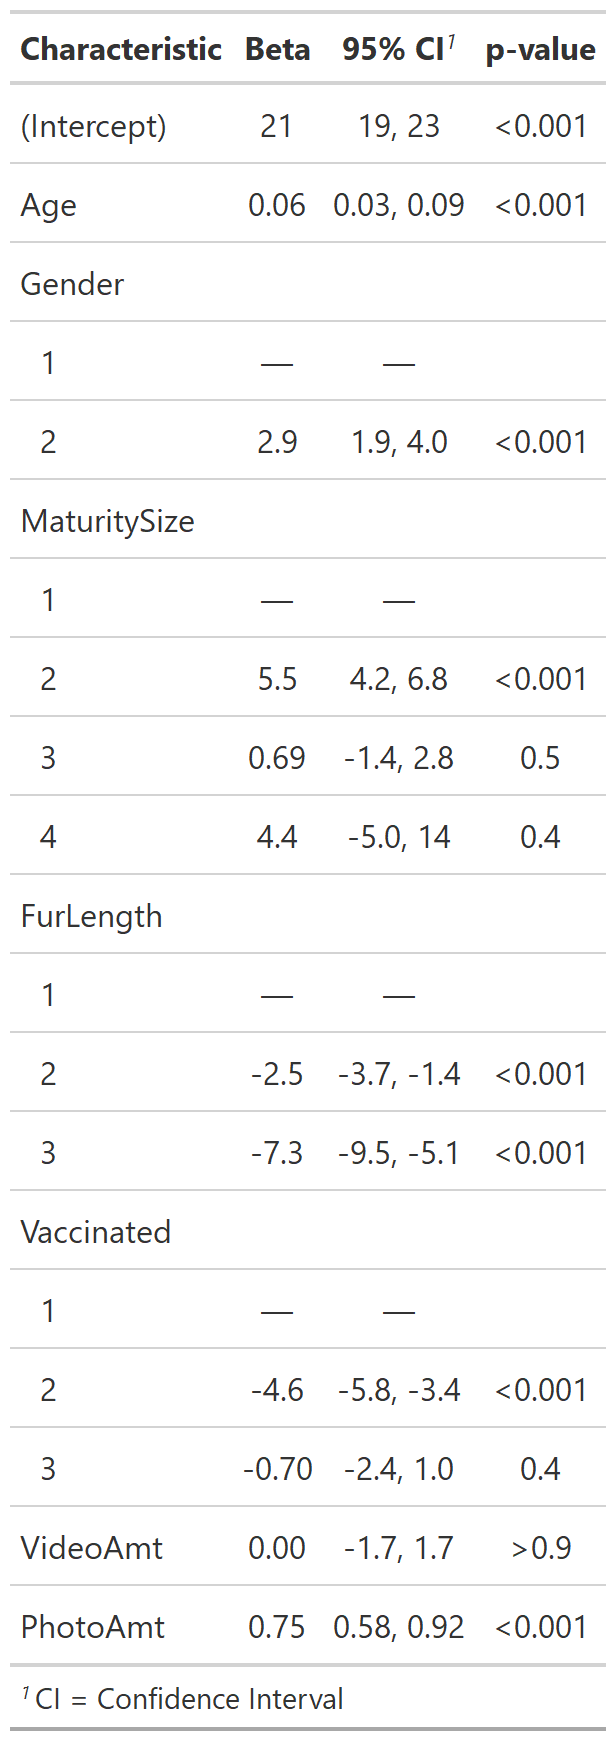 Characteristic Beta 95% CI1 p-value
(Intercept) 21 19, 23 <0.001
Age 0.06 0.03, 0.09 <0.001
Gender
1 — —
2 2.9 1.9, 4.0 <0.001
MaturitySize
1 — —
2 5.5 4.2, 6.8 <0.001
3 0.69 -1.4, 2.8 0.5
4 4.4 -5.0, 14 0.4
FurLength
1 — —
2 -2.5 -3.7, -1.4 <0.001
3 -7.3 -9.5, -5.1 <0.001
Vaccinated
1 — —
2 -4.6 -5.8, -3.4 <0.001
3 -0.70 -2.4, 1.0 0.4
VideoAmt 0.00 -1.7, 1.7 >0.9
PhotoAmt 0.75 0.58, 0.92 <0.001
1 CI = Confidence Interval